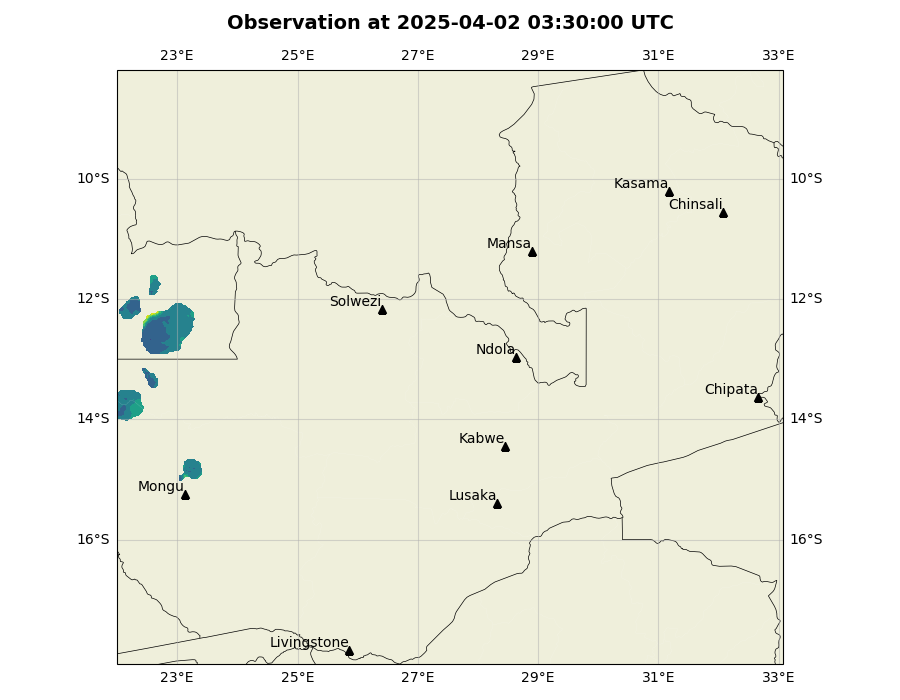 Observation at 2025-04-02 03:30:00 UTC
23°E 25°E 27°E 29°E 31°E 33°E
10°S 10°S
Kasama
Chinsali
Mansa
12°S 12°S
Solwezi
Ndola
Chipata
14°S 14°S
Kabwe
Mongu
Lusaka
16°S 16°S
Livingstone
23°E 25°E 27°E 29°E 31°E 33°E